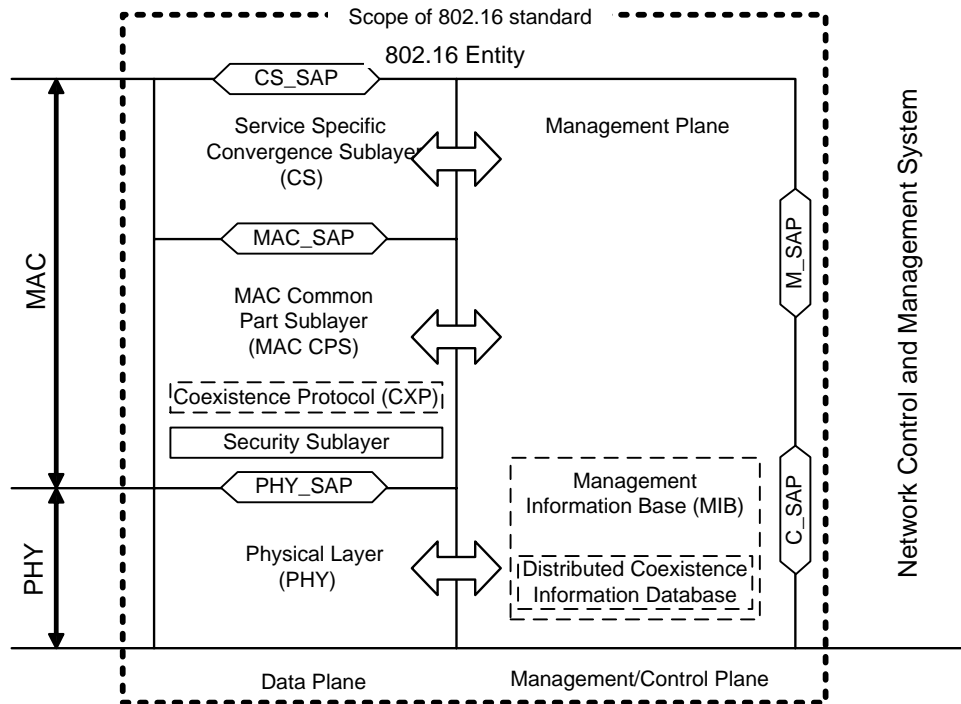 Scope of 802.16 standard
802.16 Entity
CS_SAP
Service Specific
Convergence Sublayer
(CS)
Management Plane
MAC_SAP
MAC Common
Part Sublayer
(MAC CPS)
Coexistence Protocol (CXP)
Security Sublayer
PHY_SAP
Physical Layer
(PHY)
Management
Information Base (MIB)
Distributed Coexistence
Information Database
M_SAP
C_SAP
MAC
PHY
Network Control and Management System
Data Plane
Management/Control Plane